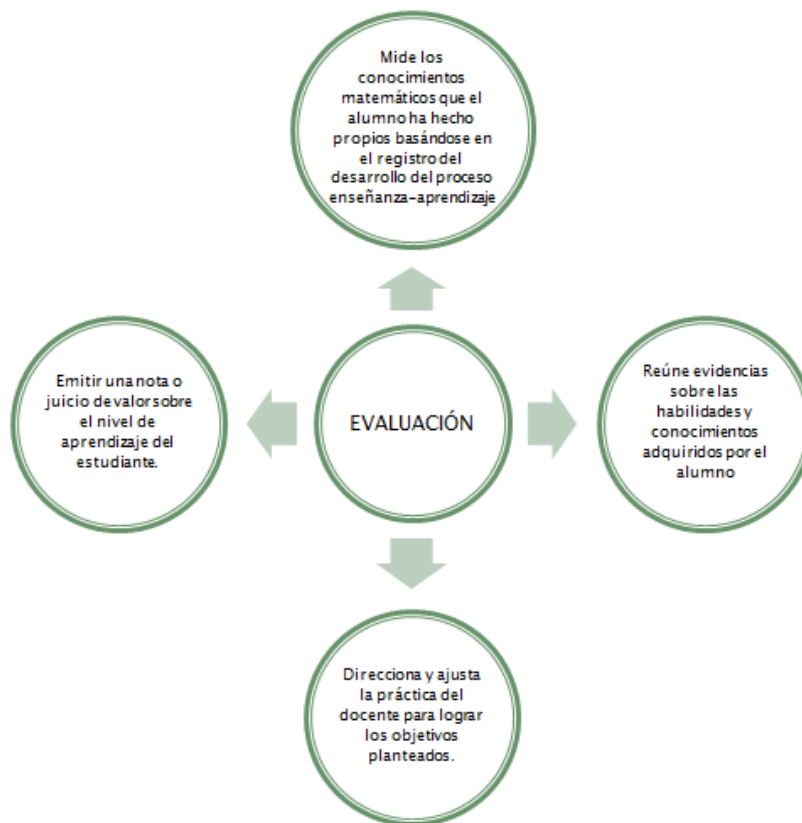 Mide los
conocimientos
matemáticos que el
alumno ha hecho
propios basándose en
el registro del
desarrollo del proceso
enseñanza-aprendizaje
Emitir una nota o
juicio de valor sobre
el nivel de
aprendizaje del
estudiante.
EVALUACIÓN
Reúne evidencias
sobre las
habilidades y
conocimientos
adquiridos por el
alumno
Direcciona y ajusta
la práctica del
docente para lograr
los objetivos
planteados.